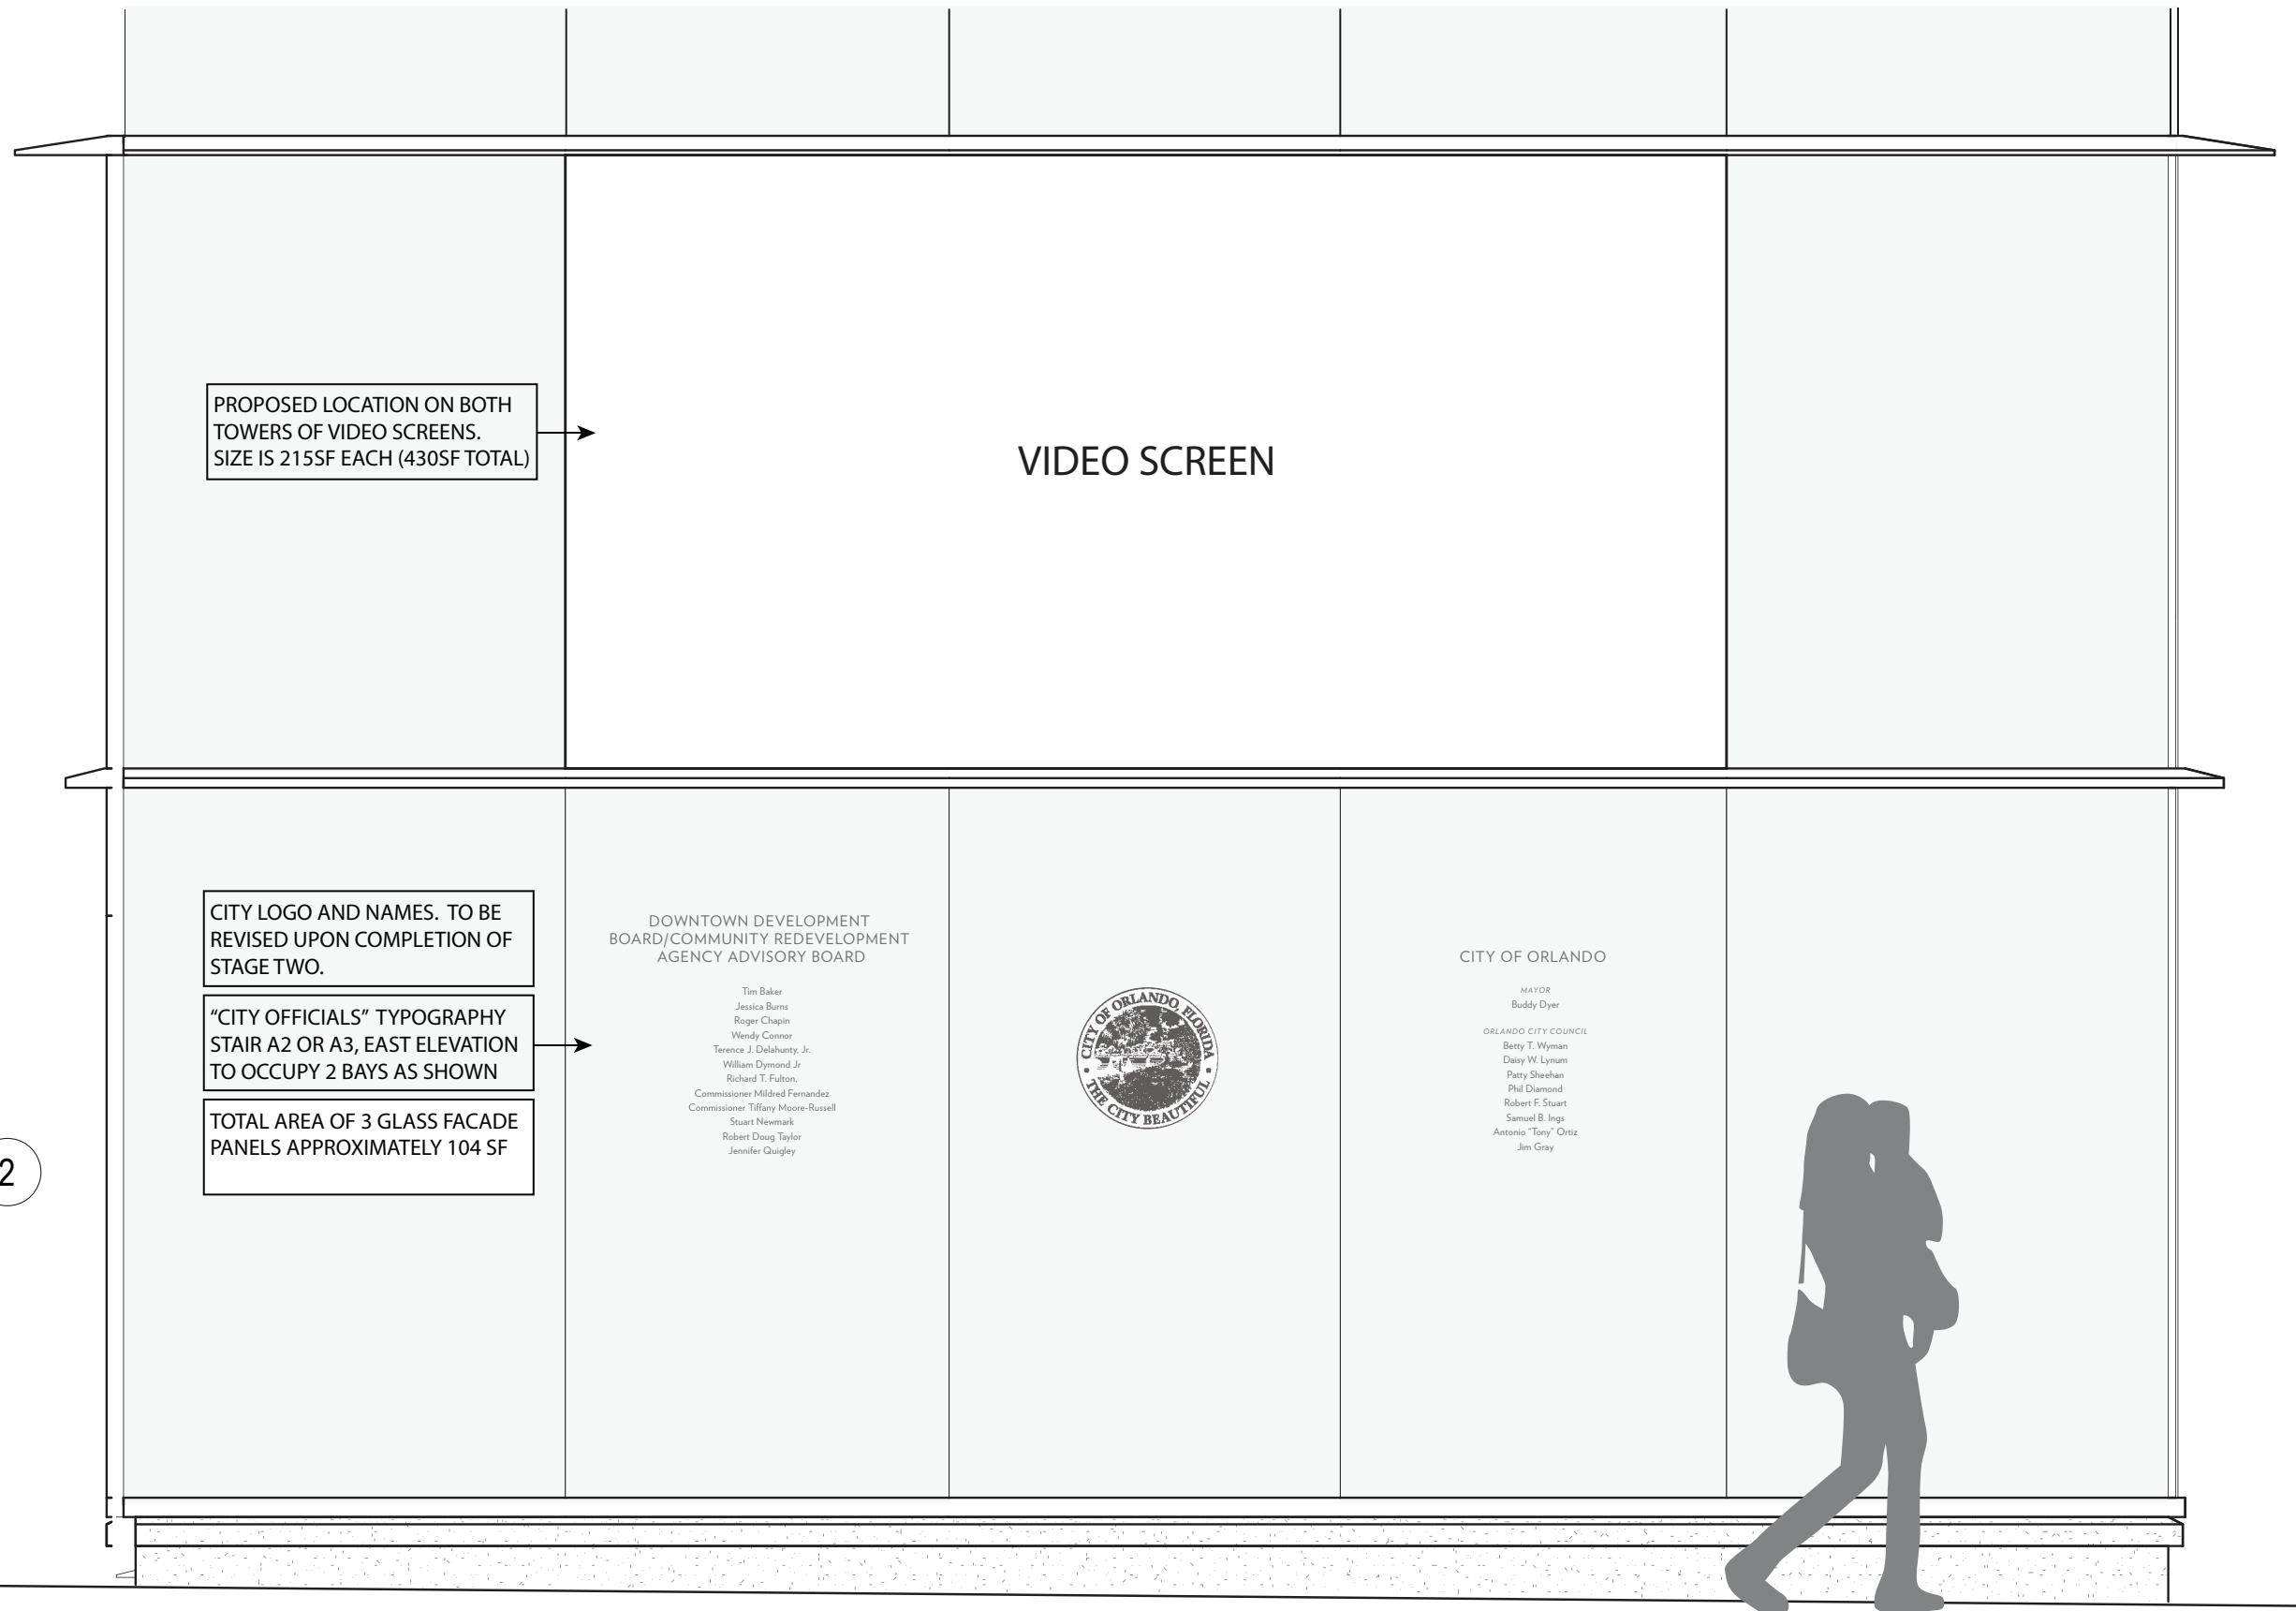 PROPOSED LOCATION ON BOTH
TOWERS OF VIDEO SCREENS.
SIZE IS 215SF EACH (430SF TOTAL)
VIDEO SCREEN
CITY LOGO AND NAMES. TO BE
REVISED UPON COMPLETION OF
STAGE TWO.
“CITY OFFICIALS” TYPOGRAPHY
STAIR A2 OR A3, EAST ELEVATION
TO OCCUPY 2 BAYS AS SHOWN
TOTAL AREA OF 3 GLASS FACADE
PANELS APPROXIMATELY 104 SF
2
DOWNTOWN DEVELOPMENT
BOARD/COMMUNITY REDEVELOPMENT
AGENCY ADVISORY BOARD
Tim Baker
Jessica Burns
Roger Chapin
Wendy Connor
Terence J. Delahunty, Jr.
William Dymond Jr
Richard T. Fulton,
Commissioner Mildred Fernandez
Commissioner Tiffany Moore-Russell
Stuart Newmark
Robert Doug Taylor
Jennifer Quigley
CITY OF ORLANDO, FLORIDA
• THE CITY BEAUTIFUL •
CITY OF ORLANDO
MAYOR
Buddy Dyer
ORLANDO CITY COUNCIL
Betty T. Wyman
Daisy W. Lynum
Patty Sheehan
Phil Diamond
Robert F. Stuart
Samuel B. Ings
Antonio “Tony” Ortiz
Jim Gray